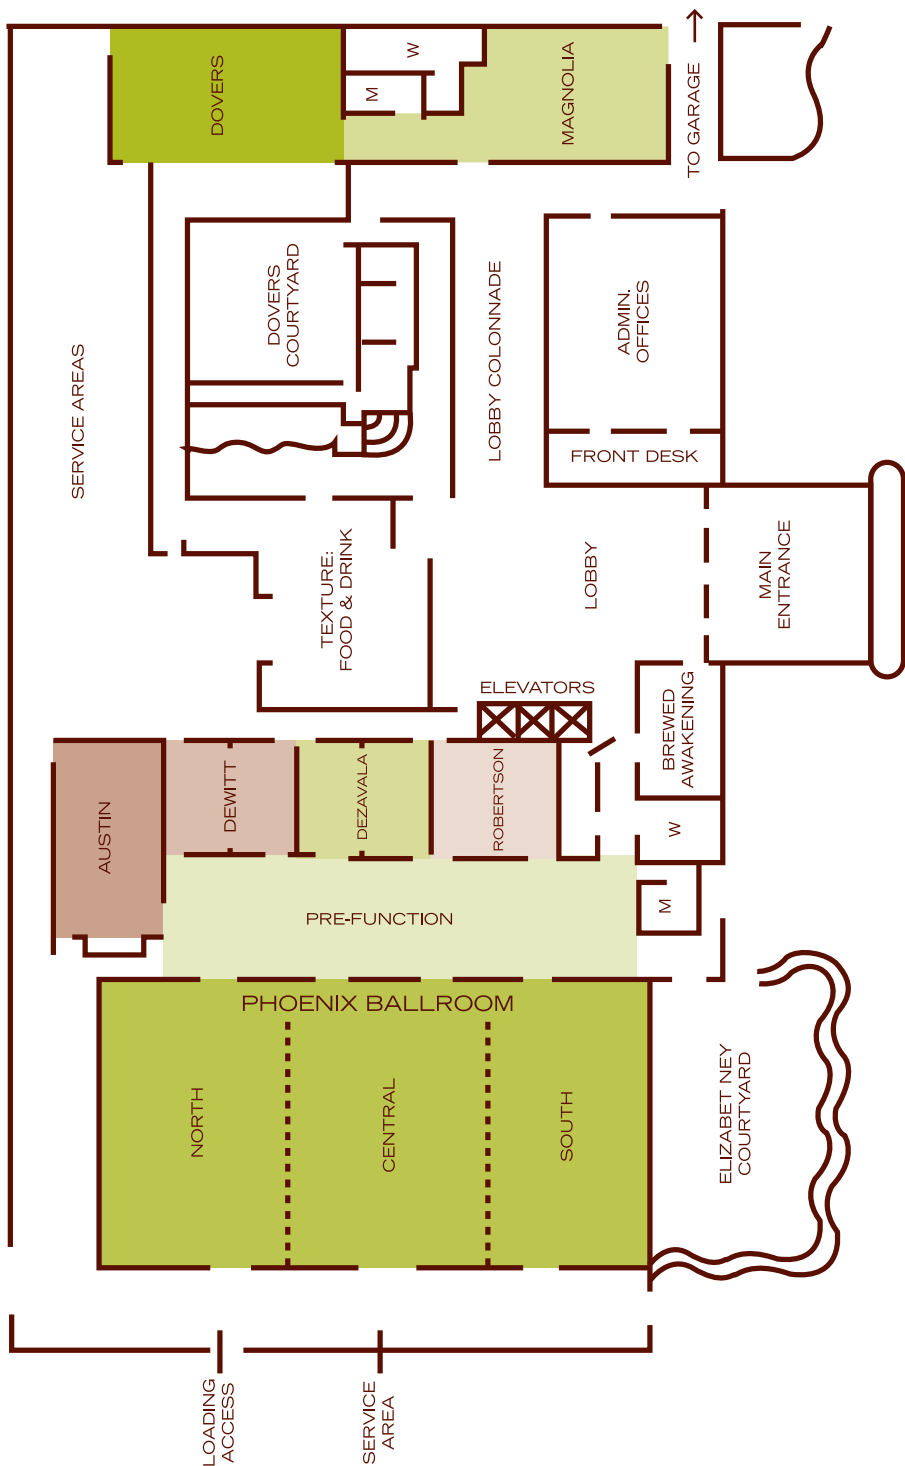 DOVERS
W
M
MAGNOLIA
TO GARAGE
DOVERS
COURTYARD
SERVICE AREAS
LOBBY COLONNADE
ADMIN.
OFFICES
FRONT DESK
TEXTURE:
FOOD & DRINK
LOBBY
MAIN
ENTRANCE
ELEVATORS
BREWED
AWAKENING
AUSTIN
DEWITT
DEZAVALA
ROBERTSON
W
M
PRE-FUNCTION
PHOENIX BALLROOM
NORTH
CENTRAL
SOUTH
ELIZABET NEY
COURTYARD
LOADING
ACCESS
SERVICE
AREA